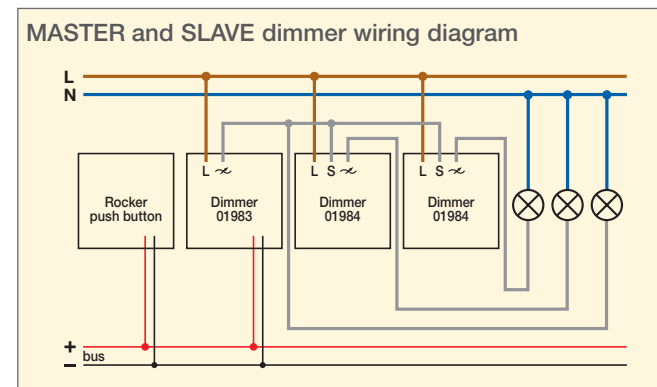 MASTER and SLAVE dimmer wiring diagram
L
N
L ∿ L S ∿ L S ∿
Rocker
push button
Dimmer
01983
Dimmer
01984
Dimmer
01984
+
bus
−